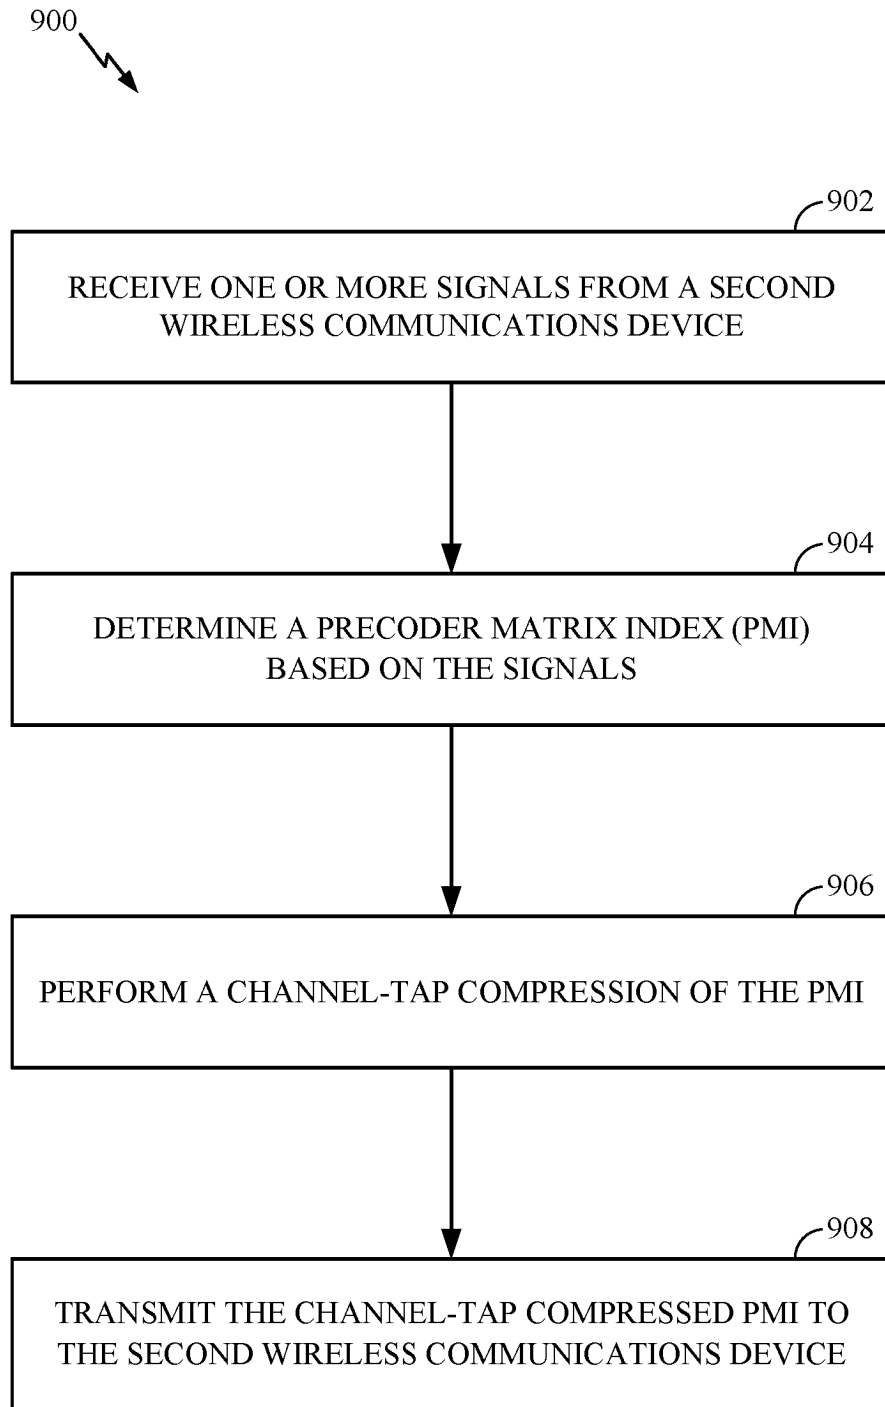 900
902
RECEIVE ONE OR MORE SIGNALS FROM A SECOND
WIRELESS COMMUNICATIONS DEVICE
904
DETERMINE A PRECODER MATRIX INDEX (PMI)
BASED ON THE SIGNALS
906
PERFORM A CHANNEL-TAP COMPRESSION OF THE PMI
908
TRANSMIT THE CHANNEL-TAP COMPRESSED PMI TO
THE SECOND WIRELESS COMMUNICATIONS DEVICE